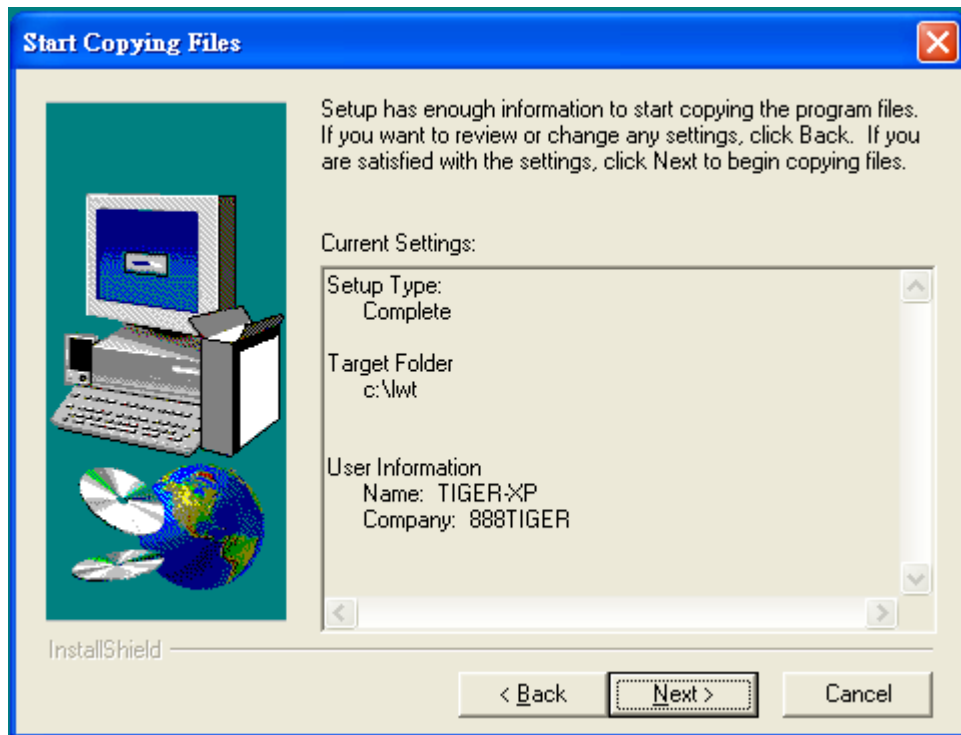 Start Copying Files
Setup has enough information to start copying the program files.
If you want to review or change any settings, click Back.  If you
are satisfied with the settings, click Next to begin copying files.
Current Settings:
Setup Type:
Complete
Target Folder
c:\lwt
User Information
Name:  TIGER-XP
Company:  888TIGER
InstallShield
< Back
Next >
Cancel